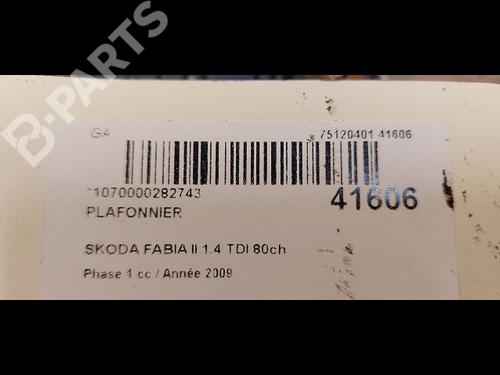 B-PARTS
G4 75120401 41606
*1070000282743
41606
PLAFONNIER
SKODA FABIA II 1.4 TDI 80ch
Phase 1 cc / Année 2009